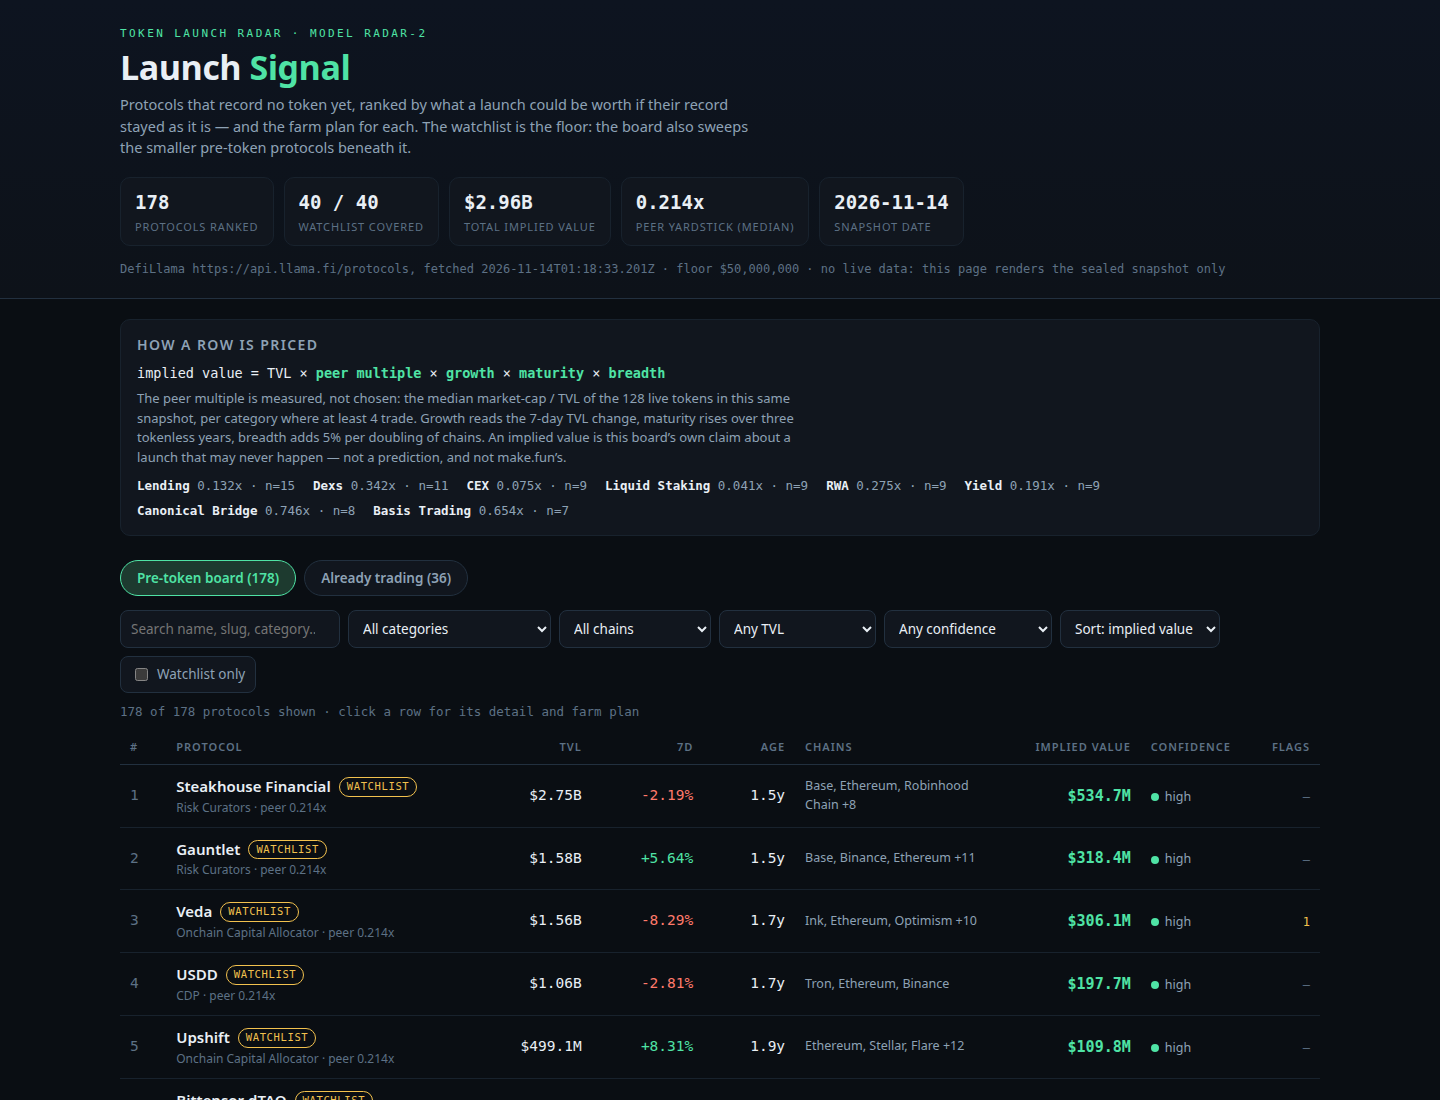 TOKEN LAUNCH RADAR · MODEL RADAR-2
Launch Signal
Protocols that record no token yet, ranked by what a launch could be worth if their record
stayed as it is — and the farm plan for each. The watchlist is the floor: the board also sweeps
the smaller pre-token protocols beneath it.
178
PROTOCOLS RANKED
40 / 40
WATCHLIST COVERED
$2.96B
TOTAL IMPLIED VALUE
0.214x
PEER YARDSTICK (MEDIAN)
2026-11-14
SNAPSHOT DATE
DefiLlama https://api.llama.fi/protocols, fetched 2026-11-14T01:18:33.201Z · floor $50,000,000 · no live data: this page renders the sealed snapshot only
HOW A ROW IS PRICED
implied value = TVL × peer multiple × growth × maturity × breadth
The peer multiple is measured, not chosen: the median market-cap / TVL of the 128 live tokens in this same
snapshot, per category where at least 4 trade. Growth reads the 7-day TVL change, maturity rises over three
tokenless years, breadth adds 5% per doubling of chains. An implied value is this board's own claim about a
launch that may never happen — not a prediction, and not make.fun's.
Lending 0.132x · n=15 Dexs 0.342x · n=11 CEX 0.075x · n=9 Liquid Staking 0.041x · n=9 RWA 0.275x · n=9 Yield 0.191x · n=9
Canonical Bridge 0.746x · n=8 Basis Trading 0.654x · n=7
Pre-token board (178) Already trading (36)
Search name, slug, category.. All categories All chains Any TVL Any confidence Sort: implied value
Watchlist only
178 of 178 protocols shown · click a row for its detail and farm plan
# PROTOCOL TVL 7D AGE CHAINS IMPLIED VALUE CONFIDENCE FLAGS
1 Steakhouse Financial WATCHLIST $2.75B -2.19% 1.5y Base, Ethereum, Robinhood $534.7M high –
Risk Curators · peer 0.214x Chain +8
2 Gauntlet WATCHLIST $1.58B +5.64% 1.5y Base, Binance, Ethereum +11 $318.4M high –
Risk Curators · peer 0.214x
3 Veda WATCHLIST $1.56B -8.29% 1.7y Ink, Ethereum, Optimism +10 $306.1M high 1
Onchain Capital Allocator · peer 0.214x
4 USDD WATCHLIST $1.06B -2.81% 1.7y Tron, Ethereum, Binance $197.7M high –
CDP · peer 0.214x
5 Upshift WATCHLIST $499.1M +8.31% 1.9y Ethereum, Stellar, Flare +12 $109.8M high –
Onchain Capital Allocator · peer 0.214x
Bittensor dTAO WATCHLIST